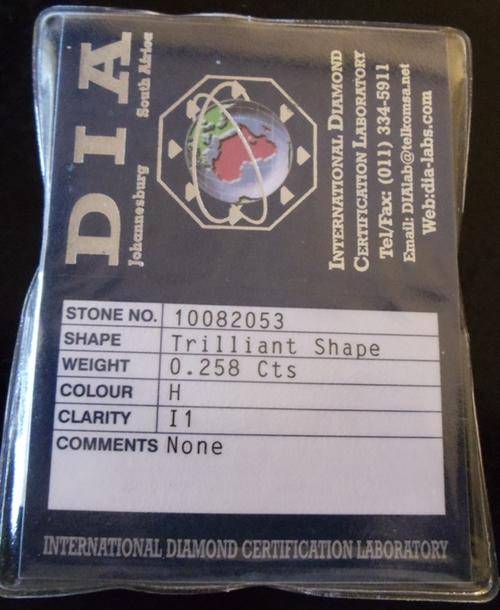 DIA
Johannesburg South Africa
INTERNATIONAL DIAMOND
CERTIFICATION LABORATORY
Tel/Fax: (011) 334-5911
Email: DIAlab@telkomsa.net
Web:dia-labs.com
STONE NO. 10082053
SHAPE Trilliant Shape
WEIGHT 0.258 Cts
COLOUR H
CLARITY I1
COMMENTS None
INTERNATIONAL DIAMOND CERTIFICATION LABORATORY